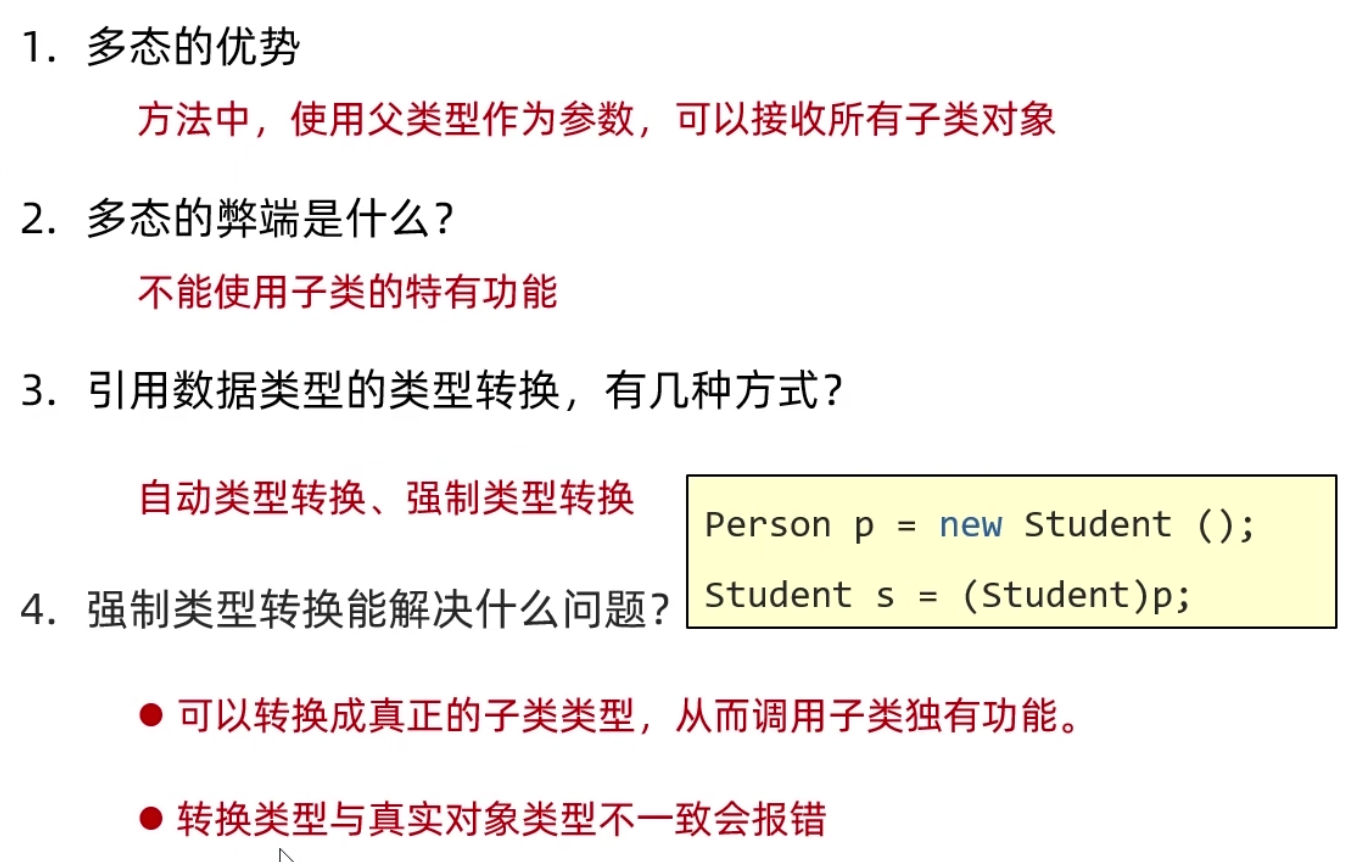 1. 多态的优势
方法中，使用父类型作为参数，可以接收所有子类对象
2. 多态的弊端是什么？
不能使用子类的特有功能
3. 引用数据类型的类型转换，有几种方式？
自动类型转换、强制类型转换
Person p = new Student ();
Student s = (Student)p;
4. 强制类型转换能解决什么问题？
● 可以转换成真正的子类类型，从而调用子类独有功能。
● 转换类型与真实对象类型不一致会报错